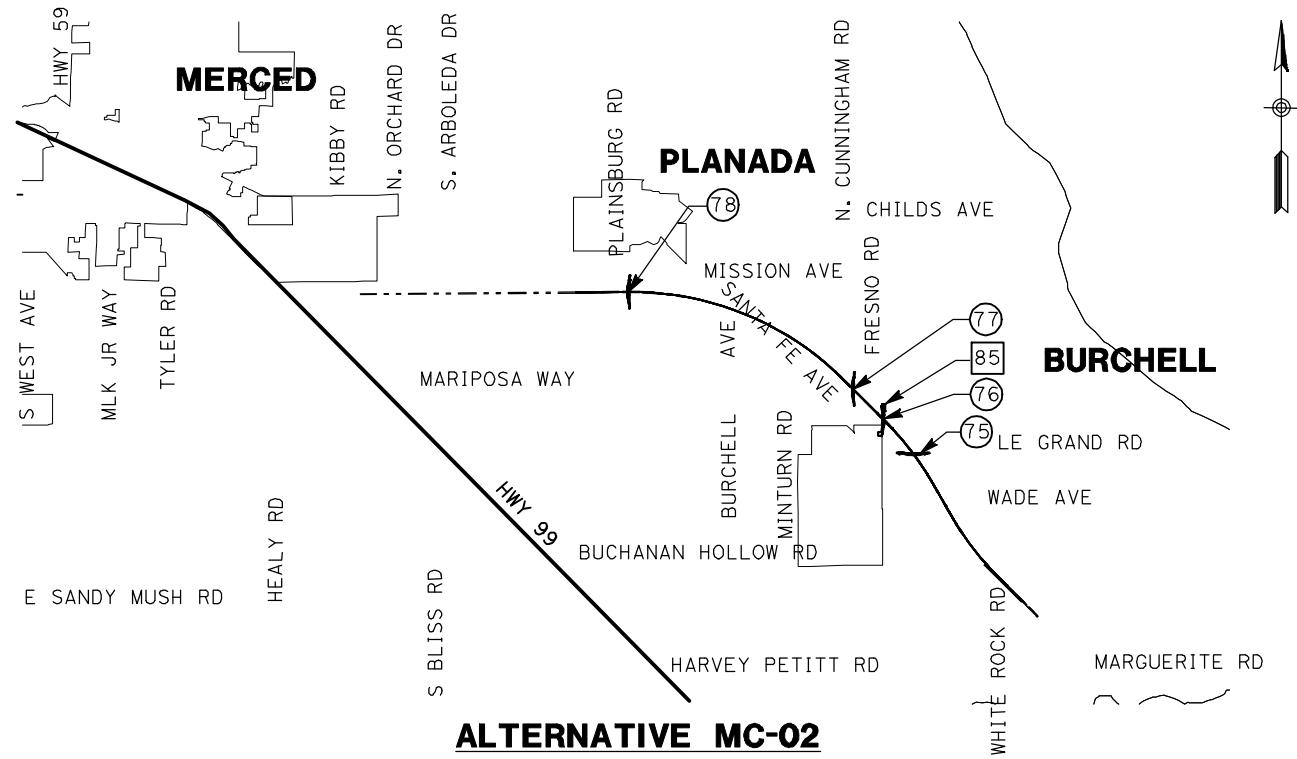 HWY 59
MERCED
KIBBY RD
N. ORCHARD DR
S. ARBOLEDA DR
PLAINSBURG RD
PLANADA
N. CUNNINGHAM RD
78
CHILDS AVE
MISSION AVE
FRESNO RD
S WEST AVE
MLK JR WAY
TYLER RD
SANTA FE AVE
77
85
BURCHELL
76
MARIPOSA WAY
BURCHELL AVE
MINTURN RD
75
LE GRAND RD
WADE AVE
HEALY RD
HWY 99
BUCHANAN HOLLOW RD
E SANDY MUSH RD
S BLISS RD
WHITE ROCK RD
HARVEY PETITT RD
MARGUERITE RD
ALTERNATIVE MC-02